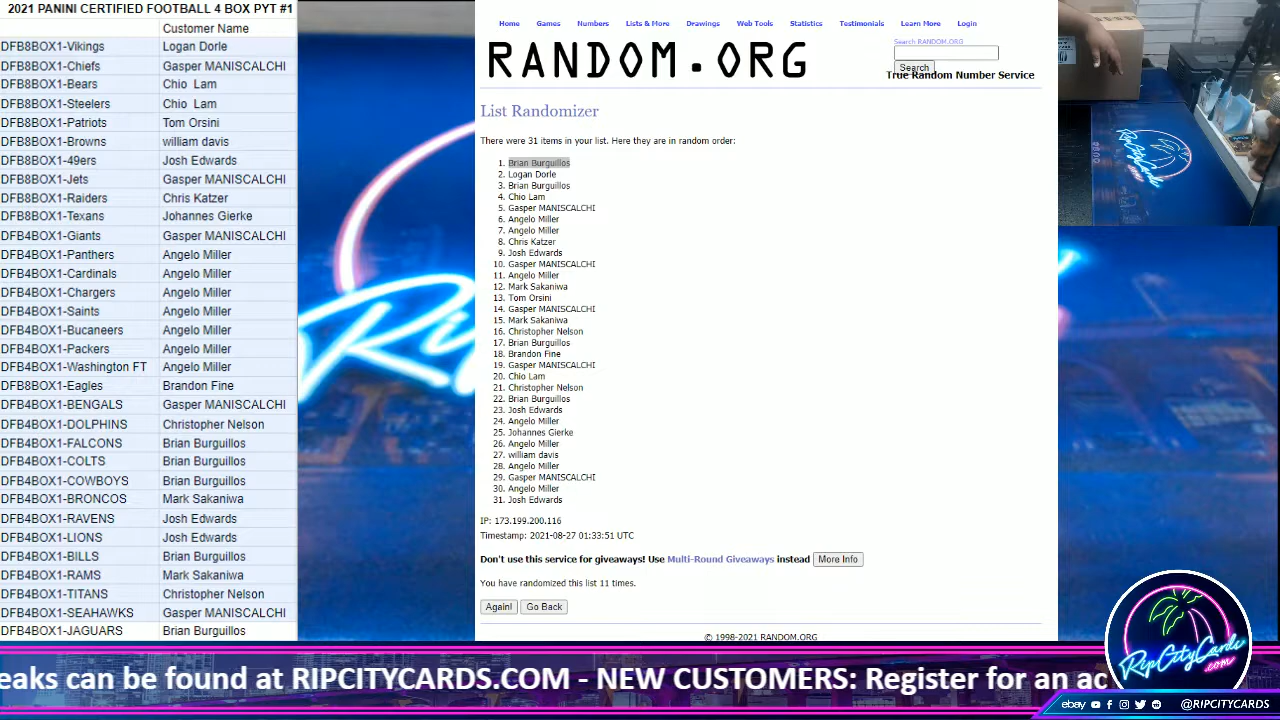 2021 PANINI CERTIFIED FOOTBALL 4 BOX PYT #1
Customer Name
DFB8BOX1-Vikings Logan Dorle
DFB8BOX1-Chiefs Gasper MANISCALCHI
DFB8BOX1-Bears Chio Lam
DFB8BOX1-Steelers Chio Lam
DFB8BOX1-Patriots Tom Orsini
DFB8BOX1-Browns william davis
DFB8BOX1-49ers Josh Edwards
DFB8BOX1-Jets Gasper MANISCALCHI
DFB8BOX1-Raiders Chris Katzer
DFB8BOX1-Texans Johannes Gierke
DFB4BOX1-Giants Gasper MANISCALCHI
DFB4BOX1-Panthers Angelo Miller
DFB4BOX1-Cardinals Angelo Miller
DFB4BOX1-Chargers Angelo Miller
DFB4BOX1-Saints Angelo Miller
DFB4BOX1-Bucaneers Angelo Miller
DFB4BOX1-Packers Angelo Miller
DFB4BOX1-Washington FT Angelo Miller
DFB8BOX1-Eagles Brandon Fine
DFB4BOX1-BENGALS Gasper MANISCALCHI
DFB4BOX1-DOLPHINS Christopher Nelson
DFB4BOX1-FALCONS Brian Burguillos
DFB4BOX1-COLTS Brian Burguillos
DFB4BOX1-COWBOYS Brian Burguillos
DFB4BOX1-BRONCOS Mark Sakaniwa
DFB4BOX1-RAVENS Josh Edwards
DFB4BOX1-LIONS Josh Edwards
DFB4BOX1-BILLS Brian Burguillos
DFB4BOX1-RAMS Mark Sakaniwa
DFB4BOX1-TITANS Christopher Nelson
DFB4BOX1-SEAHAWKS Gasper MANISCALCHI
DFB4BOX1-JAGUARS Brian Burguillos
Home Games Numbers Lists & More Drawings Web Tools Statistics Testimonials Learn More Login
RANDOM.ORG
Search RANDOM.ORG
Search
True Random Number Service
List Randomizer
There were 31 items in your list. Here they are in random order:
1. Brian Burguillos
2. Logan Dorle
3. Brian Burguillos
4. Chio Lam
5. Gasper MANISCALCHI
6. Angelo Miller
7. Angelo Miller
8. Chris Katzer
9. Josh Edwards
10. Gasper MANISCALCHI
11. Angelo Miller
12. Mark Sakaniwa
13. Tom Orsini
14. Gasper MANISCALCHI
15. Mark Sakaniwa
16. Christopher Nelson
17. Brian Burguillos
18. Brandon Fine
19. Gasper MANISCALCHI
20. Chio Lam
21. Christopher Nelson
22. Brian Burguillos
23. Josh Edwards
24. Angelo Miller
25. Johannes Gierke
26. Angelo Miller
27. william davis
28. Angelo Miller
29. Gasper MANISCALCHI
30. Angelo Miller
31. Josh Edwards
IP: 173.199.200.116
Timestamp: 2021-08-27 01:33:51 UTC
Don't use this service for giveaways! Use Multi-Round Giveaways instead More Info
You have randomized this list 11 times.
Again! Go Back
© 1998-2021 RANDOM.ORG
eaks can be found at RIPCITYCARDS.COM - NEW CUSTOMERS: Register for an ac
RipCityCards
.com
ebay @RIPCITYCARDS